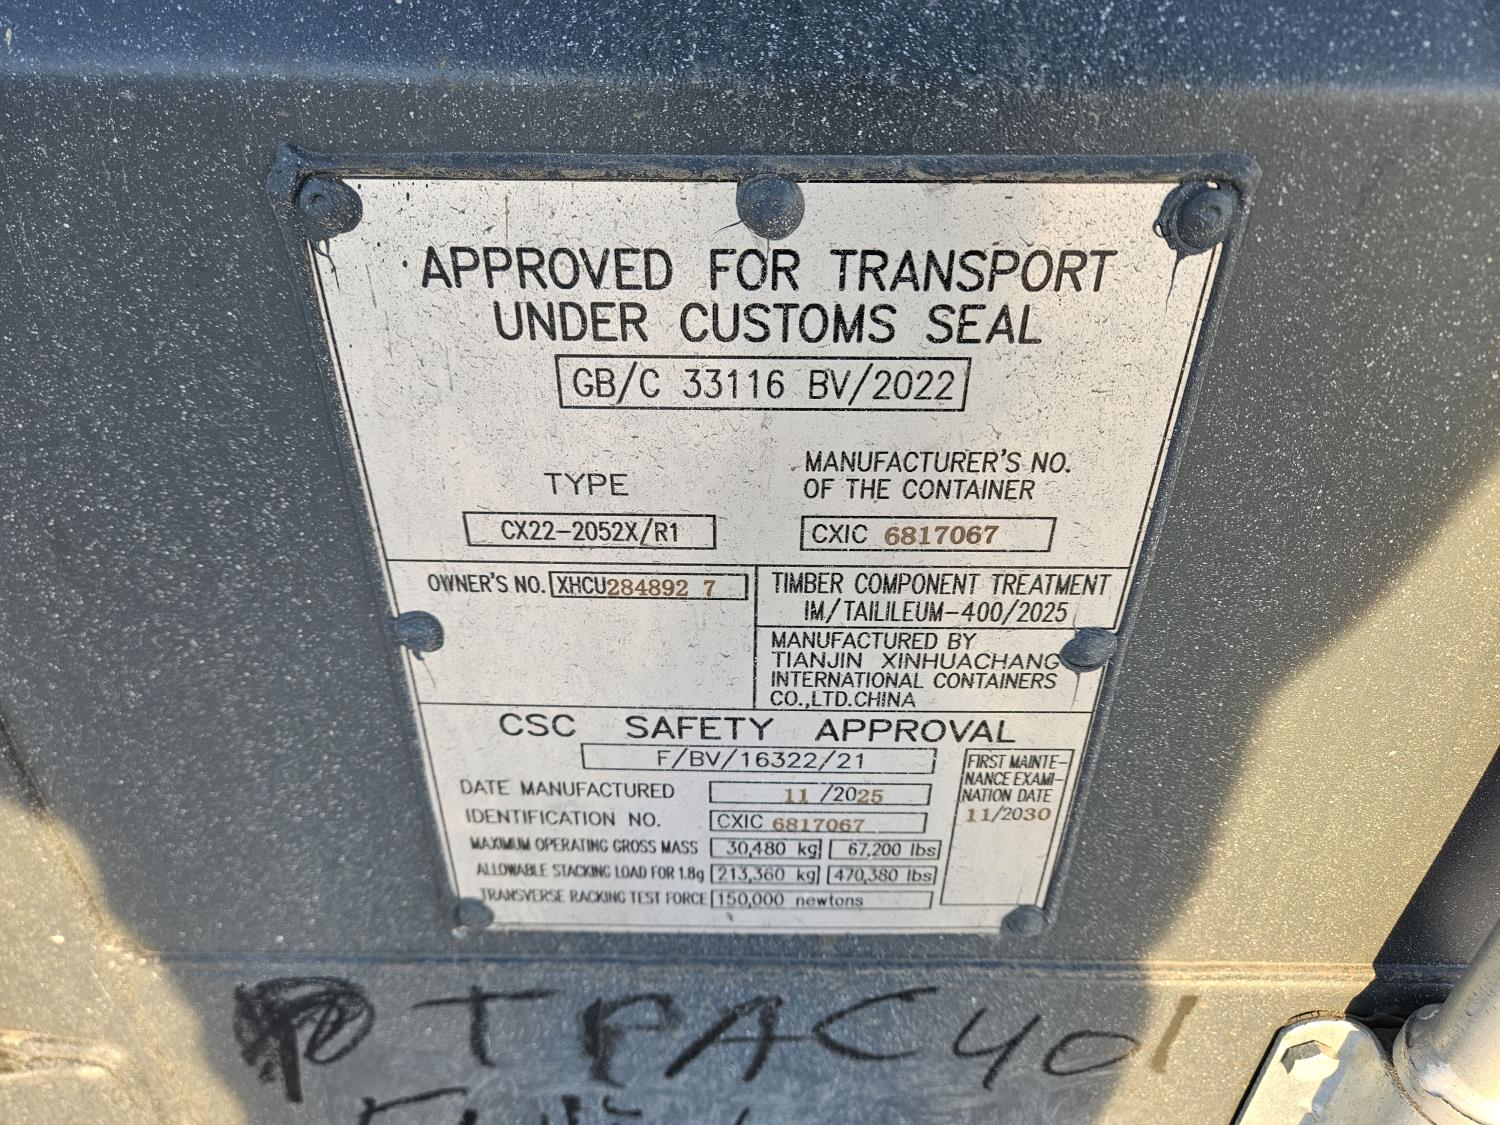 APPROVED FOR TRANSPORT
UNDER CUSTOMS SEAL
GB/C 33116 BV/2022
TYPE
CX22-2052X/R1
MANUFACTURER'S NO.
OF THE CONTAINER
CXIC 6817067
OWNER'S NO. XHCU284892 7
TIMBER COMPONENT TREATMENT
IM/TAILILEUM-400/2025
MANUFACTURED BY
TIANJIN XINHUACHANG
INTERNATIONAL CONTAINERS
CO.,LTD.CHINA
CSC SAFETY APPROVAL
F/BV/16322/21
DATE MANUFACTURED 11 /2025
IDENTIFICATION NO. CXIC 6817067
MAXIMUM OPERATING GROSS MASS 30,480 kg 67,200 lbs
ALLOWABLE STACKING LOAD FOR 1.8g 213,360 kg 470,380 lbs
TRANSVERSE RACKING TEST FORCE 150,000 newtons
FIRST MAINTE-
NANCE EXAMI-
NATION DATE
11/2030
TPAC401